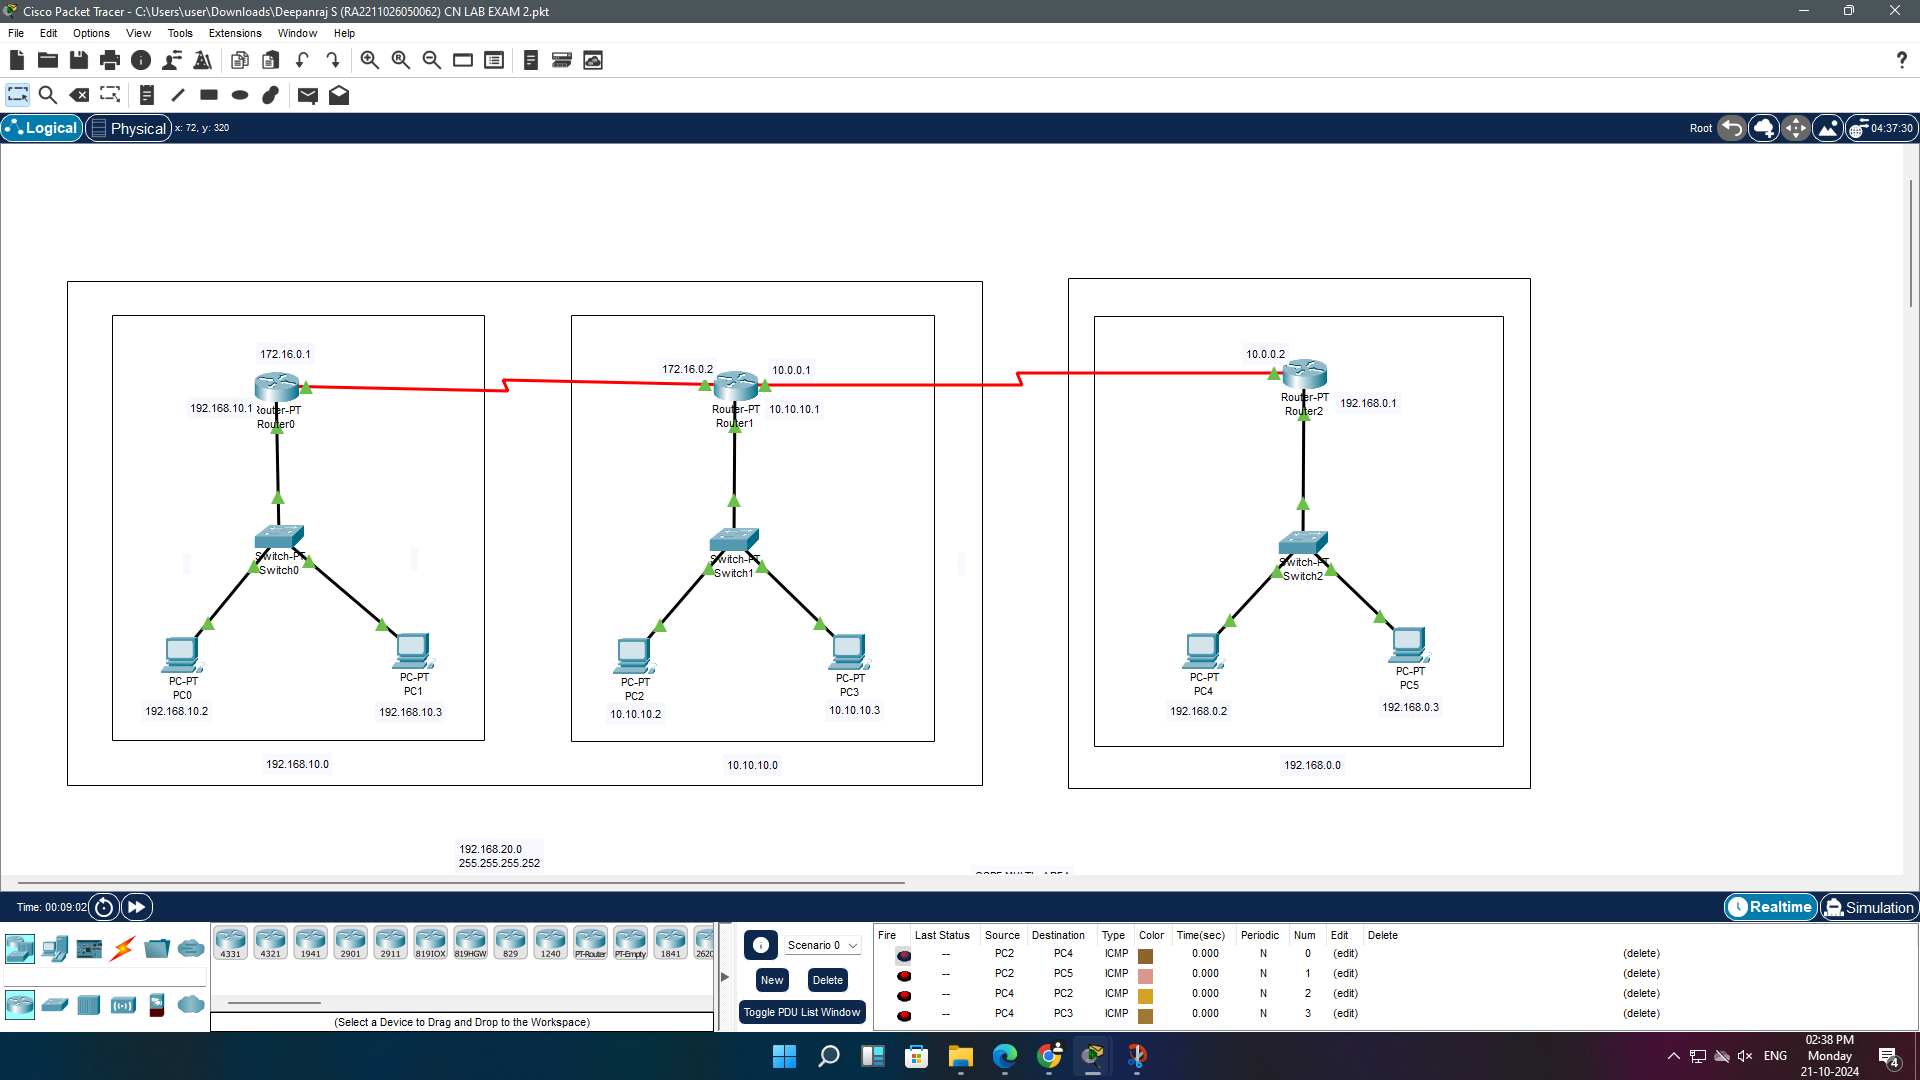 Cisco Packet Tracer - C:\Users\user\Downloads\Deepanraj S (RA2211026050062) CN LAB EXAM 2.pkt
File Edit Options View Tools Extensions Window Help
?
Logical Physical x: 72, y: 320 Root 04:37:30
172.16.0.1
192.168.10.1
Router-PT
Router0
172.16.0.2
10.0.0.1
Router-PT
Router1
10.10.10.1
10.0.0.2
Router-PT
Router2
192.168.0.1
Switch-PT
Switch0
Switch-PT
Switch1
Switch-PT
Switch2
PC-PT
PC0
192.168.10.2
PC-PT
PC1
192.168.10.3
PC-PT
PC2
10.10.10.2
PC-PT
PC3
10.10.10.3
PC-PT
PC4
192.168.0.2
PC-PT
PC5
192.168.0.3
192.168.10.0
10.10.10.0
192.168.0.0
192.168.20.0
255.255.255.252
Time: 00:09:02
Realtime Simulation
4331 4321 1941 2901 2911 819IOX 819HGW 829 1240 PT-Router PT-Empty 1841 2620
(Select a Device to Drag and Drop to the Workspace)
Scenario 0
New Delete
Toggle PDU List Window
Fire Last Status Source Destination Type Color Time(sec) Periodic Num Edit Delete
-- PC2 PC4 ICMP 0.000 N 0 (edit) (delete)
-- PC2 PC5 ICMP 0.000 N 1 (edit) (delete)
-- PC4 PC2 ICMP 0.000 N 2 (edit) (delete)
-- PC4 PC3 ICMP 0.000 N 3 (edit) (delete)
ENG
02:38 PM
Monday
21-10-2024
4